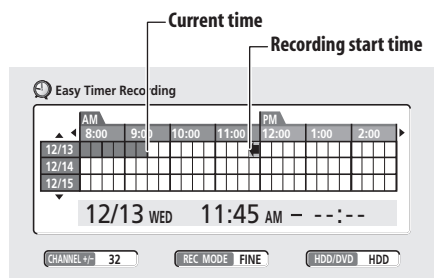 Current time
Recording start time
Easy Timer Recording
AM PM
8:00 9:00 10:00 11:00 12:00 1:00 2:00
12/13
12/14
12/15
12/13 WED 11:45 AM – --:--
CHANNEL +/- 32 REC MODE FINE HDD/DVD HDD